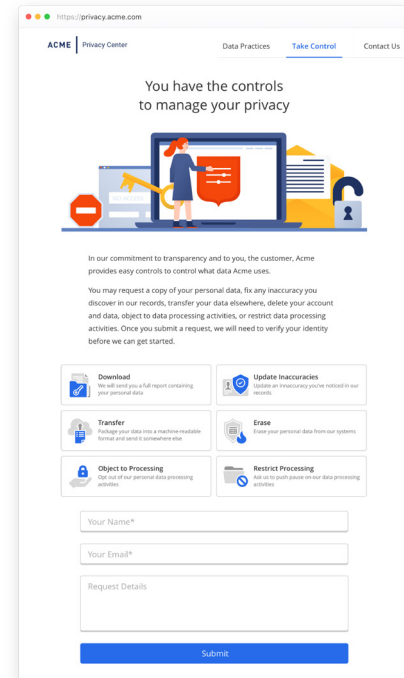 https://privacy.acme.com
ACME | Privacy Center
Data Practices
Take Control
Contact Us
You have the controls
to manage your privacy
NO ACCESS
In our commitment to transparency and to you, the customer, Acme
provides easy controls to control what data Acme uses.
You may request a copy of your personal data, fix any inaccuracy you
discover in our records, transfer your data elsewhere, delete your account
and data, object to data processing activities, or restrict data processing
activities. Once you submit a request, we will need to verify your identity
before we can get started.
Download
We will send you a full report containing
your personal data
Update Inaccuracies
Update an innaccuracy you've noticed in our
records
Transfer
Package your data into a machine-readable
format and send it somewhere else
Erase
Erase your personal data from our systems
Object to Processing
Opt out of our personal data processing
activities
Restrict Processing
Ask us to push pause on our data processing
activities
Your Name*
Your Email*
Request Details
Submit